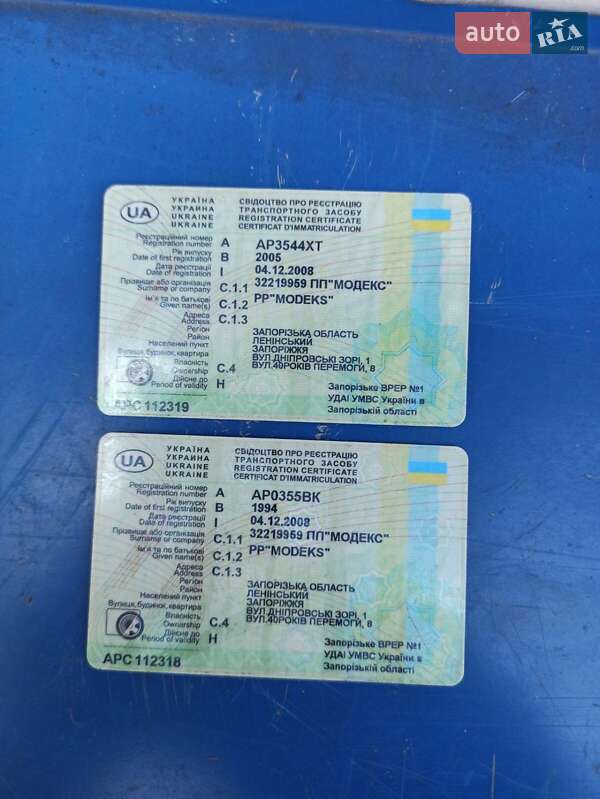 auto RIA.com
УКРАЇНА
УКРАИНА
UKRAINE
UKRAINE
UA
СВІДОЦТВО ПРО РЕЄСТРАЦІЮ
ТРАНСПОРТНОГО ЗАСОБУ
REGISTRATION CERTIFICATE
CERTIFICAT D'IMMATRICULATION
Реєстраційний номер
Registration number A AP3544XT
Рік випуску
Date of first registration B 2005
Дата реєстрації
Date of registration I 04.12.2008
Прізвище або організація
Surname or company C.1.1 32219959 ПП"МОДЕКС"
Ім'я та по батькові
Given name(s) C.1.2 PP"MODEKS"
Адреса
Address C.1.3
Регіон ЗАПОРІЗЬКА ОБЛАСТЬ
Район ЛЕНІНСЬКИЙ
Населений пункт ЗАПОРІЖЖЯ
Вулиця, будинок, квартира ВУЛ.ДНІПРОВСЬКІ ЗОРІ, 1
Власність
Ownership C.4 ВУЛ.40РОКІВ ПЕРЕМОГИ, 8
Дійсне до
Period of validity H
Запорізьке ВРЕР №1
УДАІ УМВС України в
Запорізькій області
APC112319
УКРАЇНА
УКРАИНА
UKRAINE
UKRAINE
UA
СВІДОЦТВО ПРО РЕЄСТРАЦІЮ
ТРАНСПОРТНОГО ЗАСОБУ
REGISTRATION CERTIFICATE
CERTIFICAT D'IMMATRICULATION
Реєстраційний номер
Registration number A AP0355BK
Рік випуску
Date of first registration B 1994
Дата реєстрації
Date of registration I 04.12.2008
Прізвище або організація
Surname or company C.1.1 32219959 ПП"МОДЕКС"
Ім'я та по батькові
Given name(s) C.1.2 PP"MODEKS"
Адреса
Address C.1.3
Регіон ЗАПОРІЗЬКА ОБЛАСТЬ
Район ЛЕНІНСЬКИЙ
Населений пункт ЗАПОРІЖЖЯ
Вулиця, будинок, квартира ВУЛ.ДНІПРОВСЬКІ ЗОРІ, 1
Власність
Ownership C.4 ВУЛ.40РОКІВ ПЕРЕМОГИ, 8
Дійсне до
Period of validity H
Запорізьке ВРЕР №1
УДАІ УМВС України в
Запорізькій області
APC112318